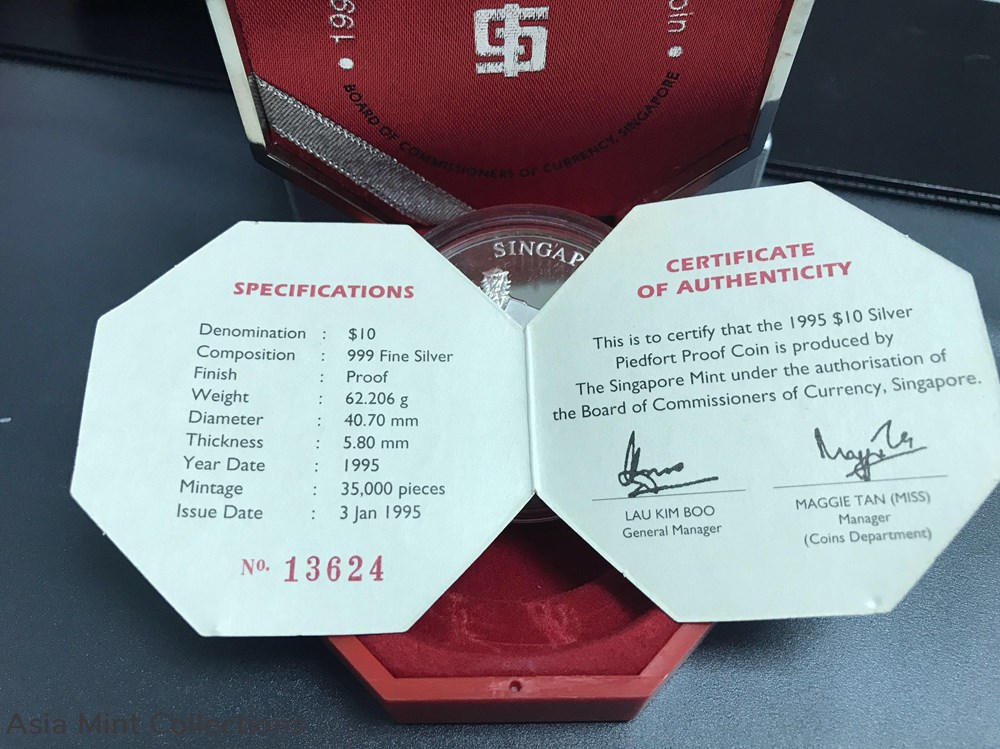 199
oin
BOARD OF COMMISSIONERS OF CURRENCY, SINGAPORE
SINGAP
SPECIFICATIONS
Denomination : $10
Composition : 999 Fine Silver
Finish : Proof
Weight : 62.206 g
Diameter : 40.70 mm
Thickness : 5.80 mm
Year Date : 1995
Mintage : 35,000 pieces
Issue Date : 3 Jan 1995
No. 13624
CERTIFICATE
OF AUTHENTICITY
This is to certify that the 1995 $10 Silver
Piedfort Proof Coin is produced by
The Singapore Mint under the authorisation of
the Board of Commissioners of Currency, Singapore.
LAU KIM BOO
General Manager
MAGGIE TAN (MISS)
Manager
(Coins Department)
Asia Mint Collections